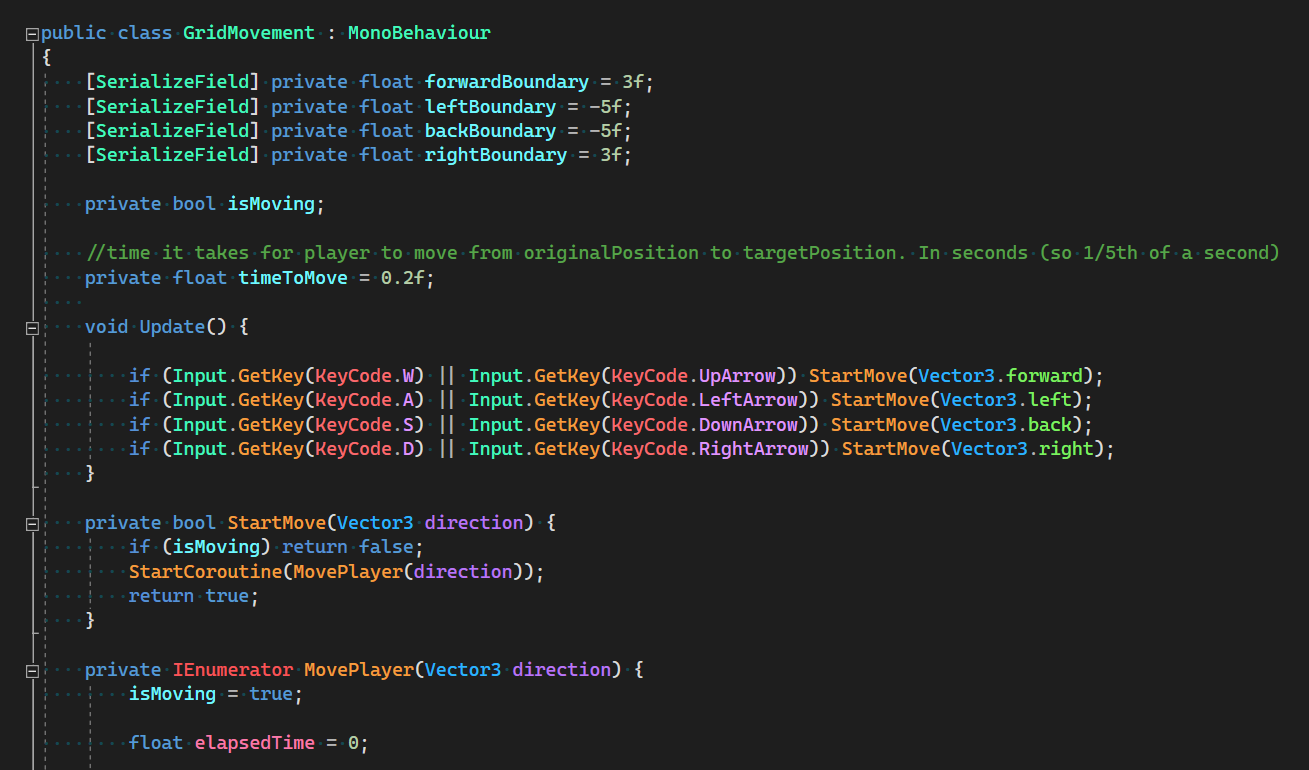 public class GridMovement : MonoBehaviour
{
    [SerializeField] private float forwardBoundary = 3f;
    [SerializeField] private float leftBoundary = -5f;
    [SerializeField] private float backBoundary = -5f;
    [SerializeField] private float rightBoundary = 3f;

    private bool isMoving;

    //time it takes for player to move from originalPosition to targetPosition. In seconds (so 1/5th of a second)
    private float timeToMove = 0.2f;

    void Update() {

        if (Input.GetKey(KeyCode.W) || Input.GetKey(KeyCode.UpArrow)) StartMove(Vector3.forward);
        if (Input.GetKey(KeyCode.A) || Input.GetKey(KeyCode.LeftArrow)) StartMove(Vector3.left);
        if (Input.GetKey(KeyCode.S) || Input.GetKey(KeyCode.DownArrow)) StartMove(Vector3.back);
        if (Input.GetKey(KeyCode.D) || Input.GetKey(KeyCode.RightArrow)) StartMove(Vector3.right);
    }

    private bool StartMove(Vector3 direction) {
        if (isMoving) return false;
        StartCoroutine(MovePlayer(direction));
        return true;
    }

    private IEnumerator MovePlayer(Vector3 direction) {
        isMoving = true;

        float elapsedTime = 0;